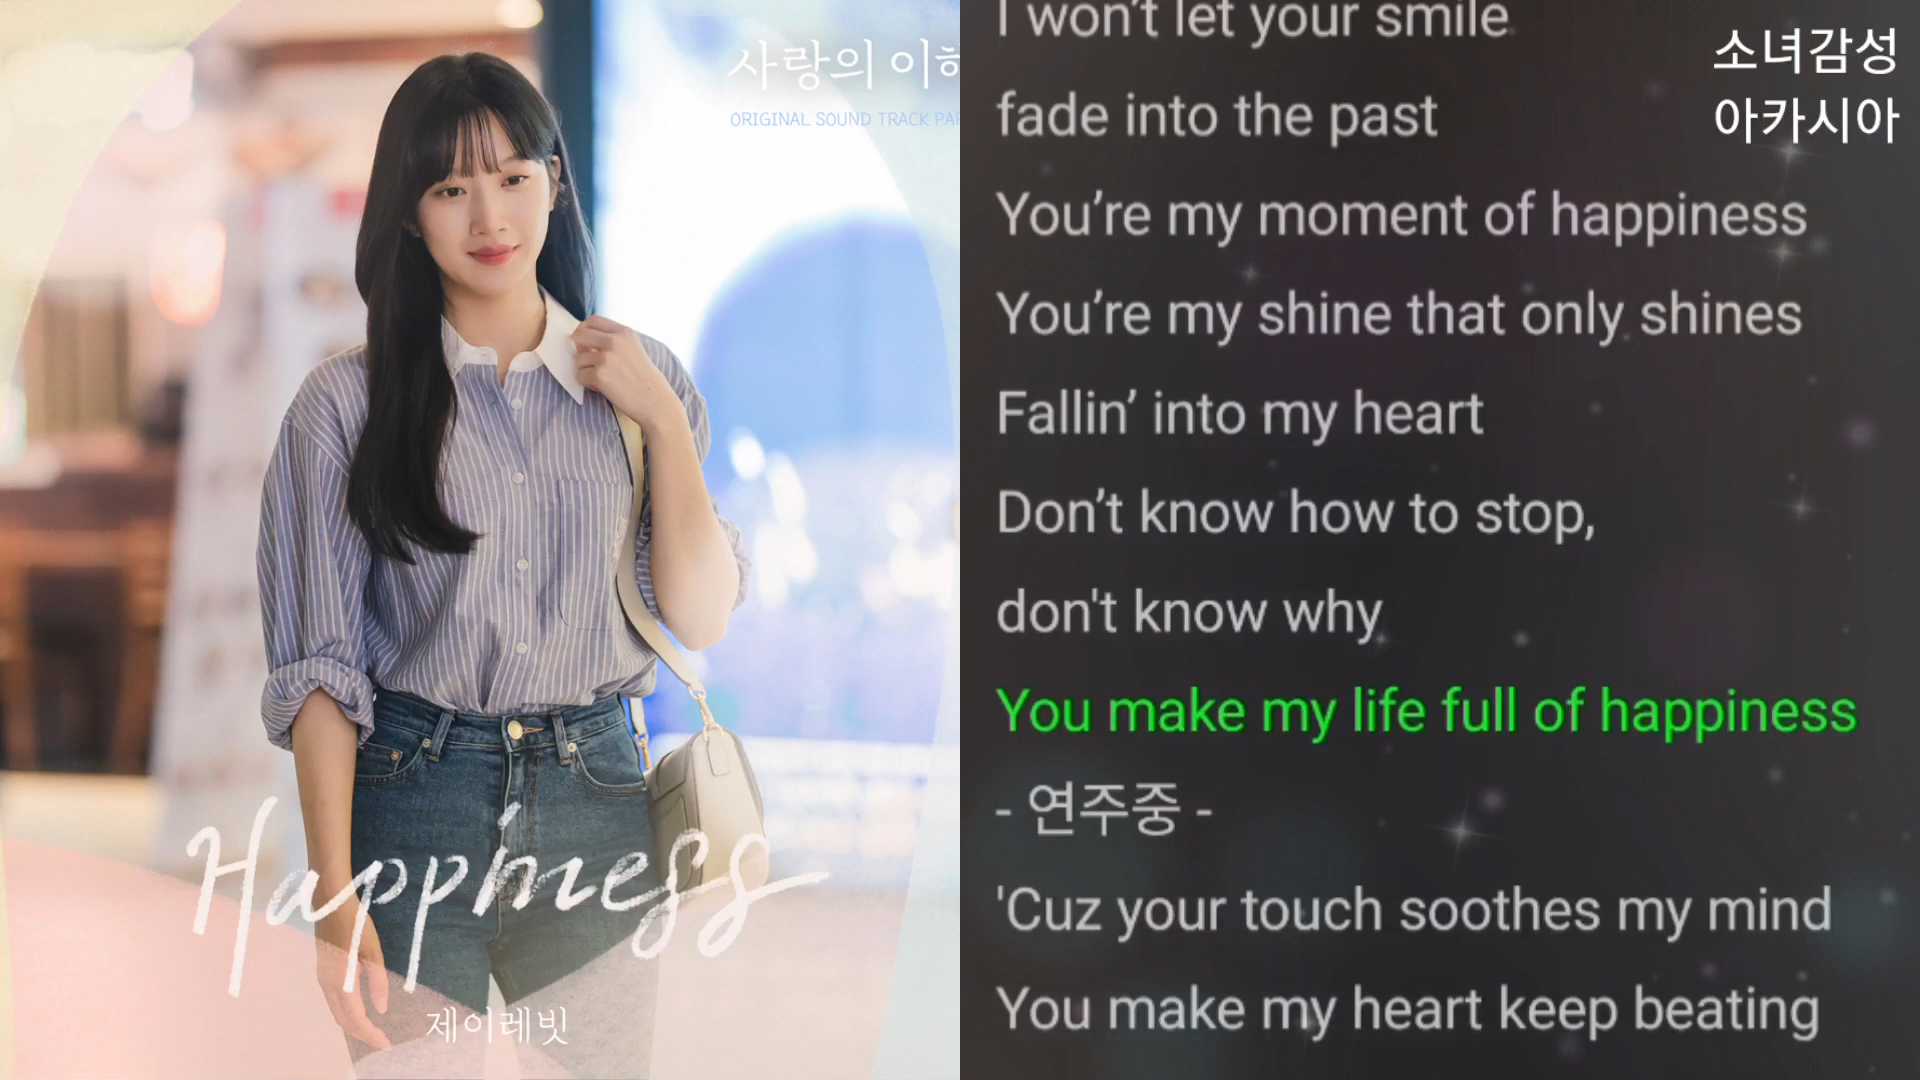 사랑의 이해
ORIGINAL SOUND TRACK PAR
Happiness
제이레빗
I won't let your smile
fade into the past
You’re my moment of happiness
You’re my shine that only shines
Fallin’ into my heart
Don’t know how to stop,
don't know why
You make my life full of happiness
- 연주중 -
'Cuz your touch soothes my mind
You make my heart keep beating
소녀감성
아카시아